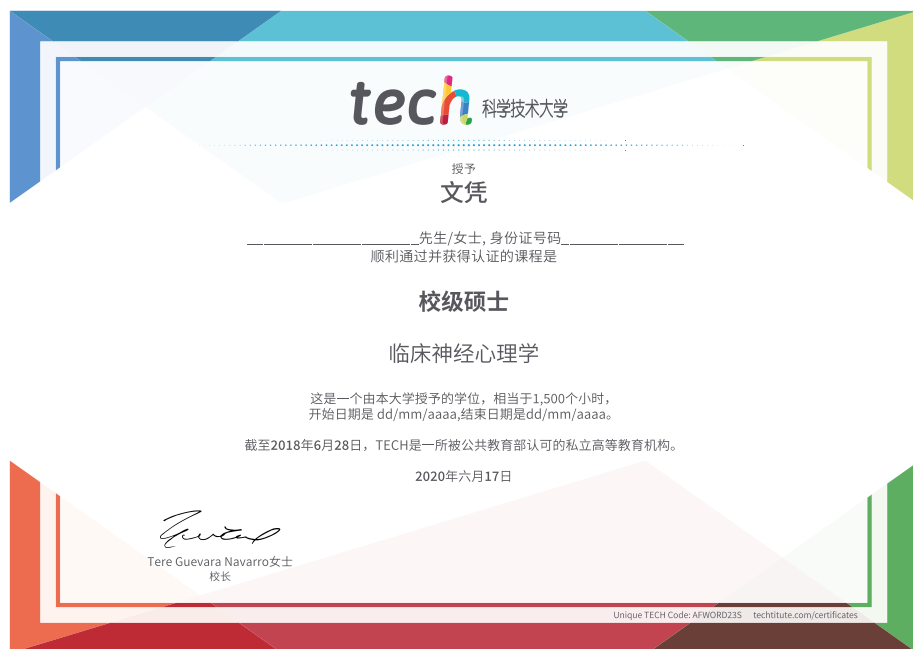 tech 科学技术大学
授予
文凭
______________________先生/女士, 身份证号码_______________
顺利通过并获得认证的课程是
校级硕士
临床神经心理学
这是一个由本大学授予的学位，相当于1,500个小时，
开始日期是 dd/mm/aaaa,结束日期是dd/mm/aaaa。
截至2018年6月28日，TECH是一所被公共教育部认可的私立高等教育机构。
2020年六月17日
Tere Guevara Navarro女士
校长
Unique TECH Code: AFWORD23S techtitute.com/certificates